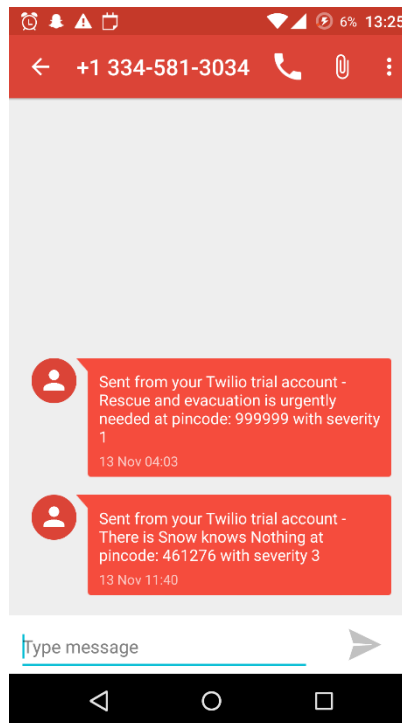 6% 13:25
+1 334-581-3034
Sent from your Twilio trial account -
Rescue and evacuation is urgently
needed at pincode: 999999 with severity
1
13 Nov 04:03
Sent from your Twilio trial account -
There is Snow knows Nothing at
pincode: 461276 with severity 3
13 Nov 11:40
Type message